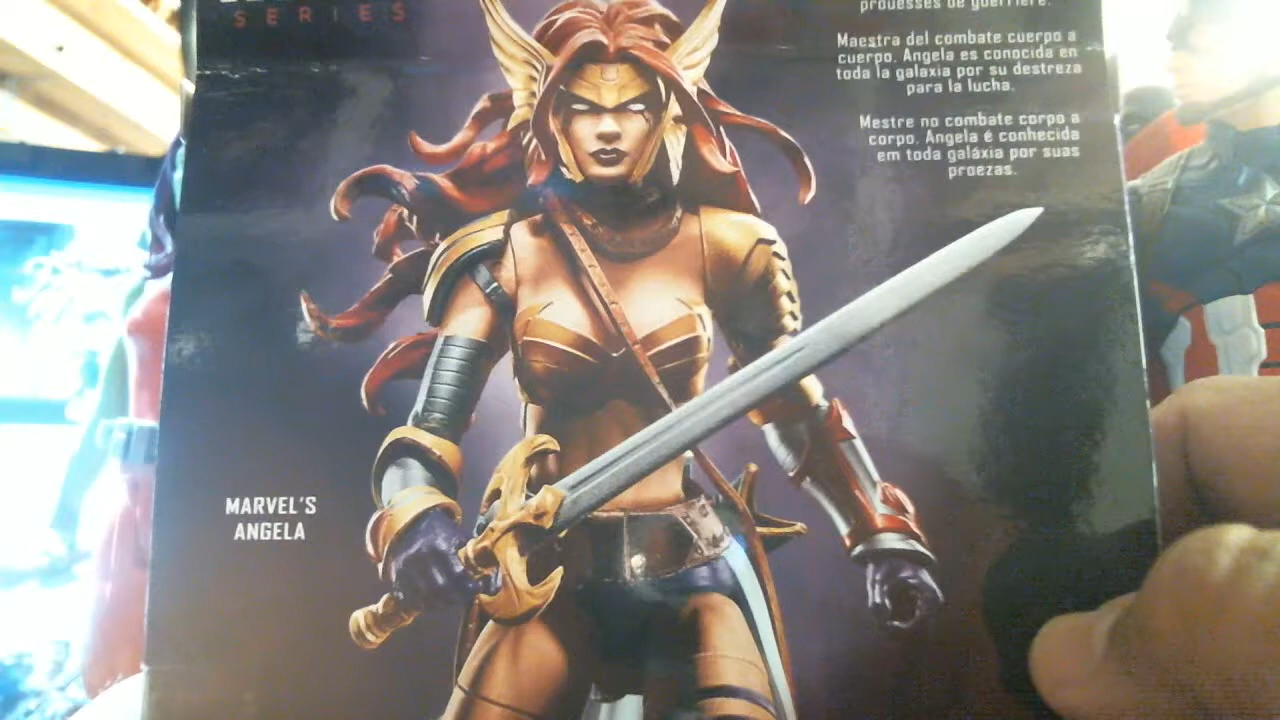 SERIES
prouesses de guerrière.
Maestra del combate cuerpo a
cuerpo. Angela es conocida en
toda la galaxia por su destreza
para la lucha.
Mestre no combate corpo a
corpo. Angela é conhecida
em toda galáxia por suas
proezas.
MARVEL'S
ANGELA